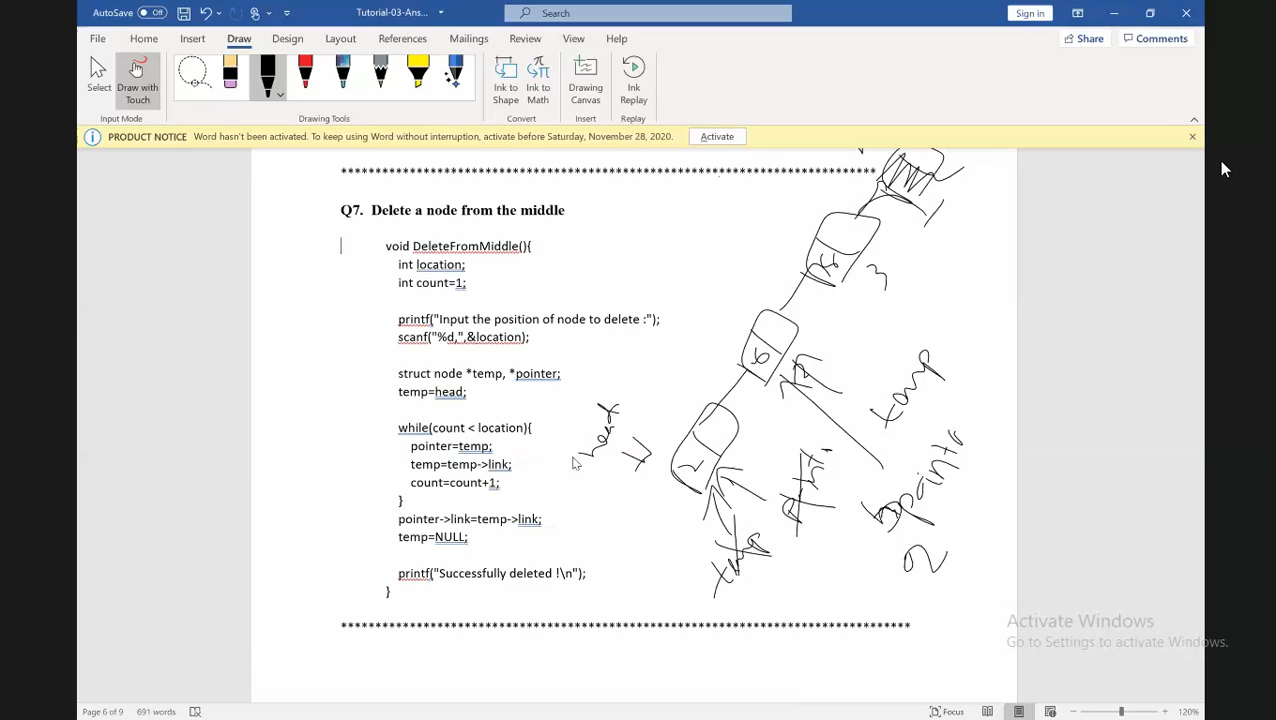 AutoSave Off Tutorial-03-Ans... Search Sign in
File Home Insert Draw Design Layout References Mailings Review View Help Share Comments
Select Draw with Touch Ink to Shape Ink to Math Drawing Canvas Ink Replay
Input Mode Drawing Tools Convert Insert Replay
PRODUCT NOTICE Word hasn't been activated. To keep using Word without interruption, activate before Saturday, November 28, 2020. Activate
******************************************************************************
Q7. Delete a node from the middle
void DeleteFromMiddle(){
int location;
int count=1;
printf("Input the position of node to delete :");
scanf("%d,",&location);
struct node *temp, *pointer;
temp=head;
while(count < location){
pointer=temp;
temp=temp->link;
count=count+1;
}
pointer->link=temp->link;
temp=NULL;
printf("Successfully deleted !\n");
}
temp
2
6
3
2
**********************************************************************************
Activate Windows
Go to Settings to activate Windows.
Page 6 of 9 691 words Focus 120%